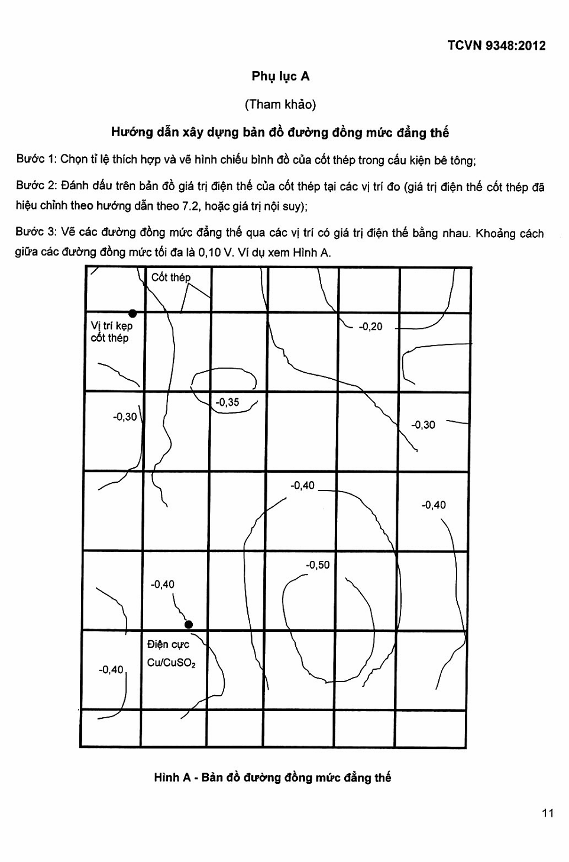 TCVN 9348:2012
Phụ lục A
(Tham khảo)
Hướng dẫn xây dựng bản đồ đường đồng mức đẳng thế
Bước 1: Chọn tỉ lệ thích hợp và vẽ hình chiếu bình đồ của cốt thép trong cấu kiện bê tông;
Bước 2: Đánh dấu trên bản đồ giá trị điện thế của cốt thép tại các vị trí đo (giá trị điện thế cốt thép đã
hiệu chỉnh theo hướng dẫn theo 7.2, hoặc giá trị nội suy);
Bước 3: Vẽ các đường đồng mức đẳng thế qua các vị trí có giá trị điện thế bằng nhau. Khoảng cách
giữa các đường đồng mức tối đa là 0,10 V. Ví dụ xem Hình A.
Cốt thép
Vị trí kẹp
cốt thép
-0,20
-0,35
-0,30
-0,30
-0,40
-0,40
-0,50
-0,40
Điện cực
Cu/CuSO2
-0,40
Hình A - Bản đồ đường đồng mức đẳng thế
11